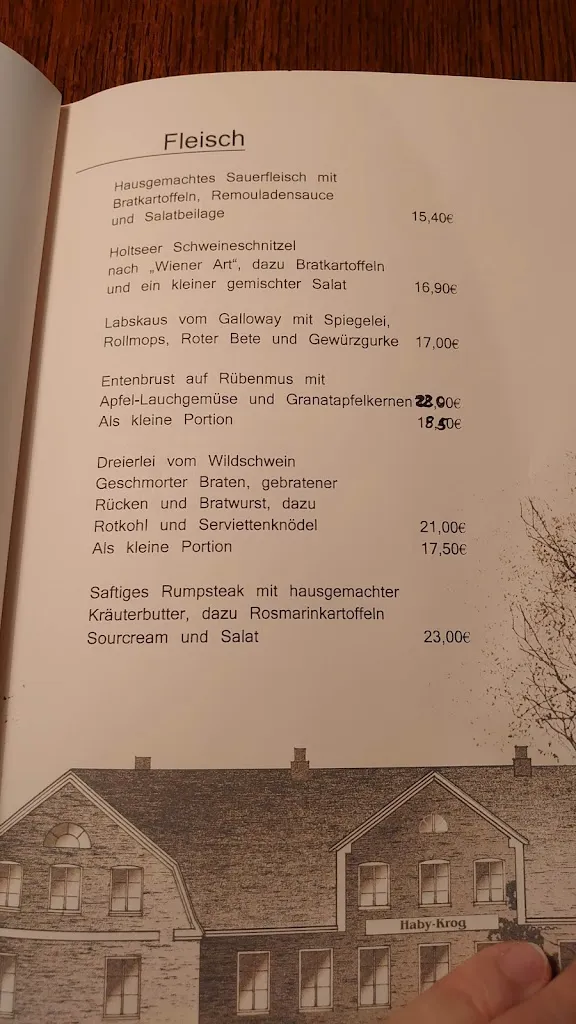 Fleisch
Hausgemachtes Sauerfleisch mit
Bratkartoffeln, Remouladensauce
und Salatbeilage 15,40€
Holtseer Schweineschnitzel
nach „Wiener Art“, dazu Bratkartoffeln
und ein kleiner gemischter Salat 16,90€
Labskaus vom Galloway mit Spiegelei,
Rollmops, Roter Bete und Gewürzgurke 17,00€
Entenbrust auf Rübenmus mit
Apfel-Lauchgemüse und Granatapfelkernen
Als kleine Portion 18,50€
Dreierlei vom Wildschwein
Geschmorter Braten, gebratener
Rücken und Bratwurst, dazu
Rotkohl und Serviettenknödel 21,00€
Als kleine Portion 17,50€
Saftiges Rumpsteak mit hausgemachter
Kräuterbutter, dazu Rosmarinkartoffeln
Sourcream und Salat 23,00€
Haby-Krog